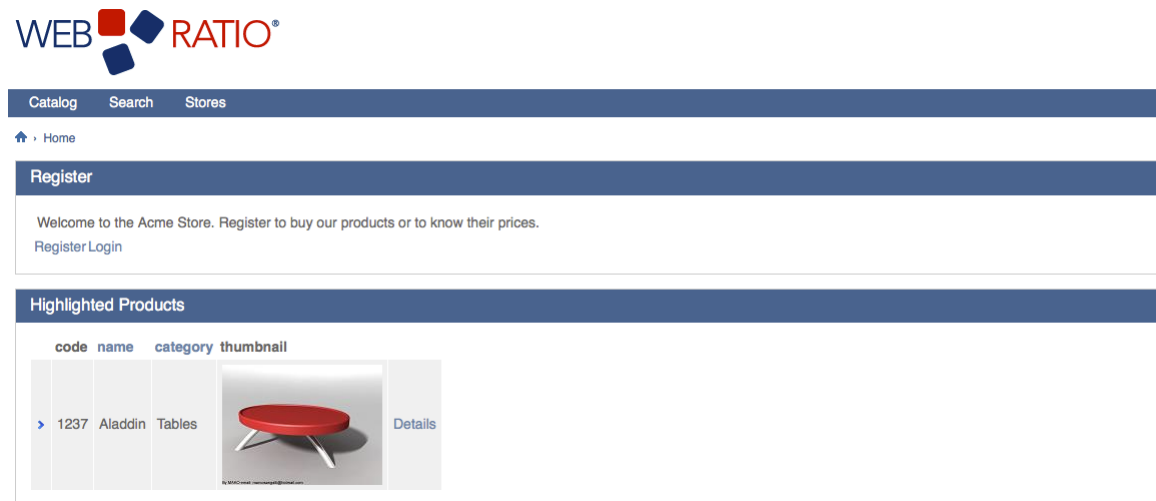 WEB RATIO®
Catalog Search Stores
› Home
Register
Welcome to the Acme Store. Register to buy our products or to know their prices.
Register Login
Highlighted Products
code name category thumbnail
1237 Aladdin Tables Details